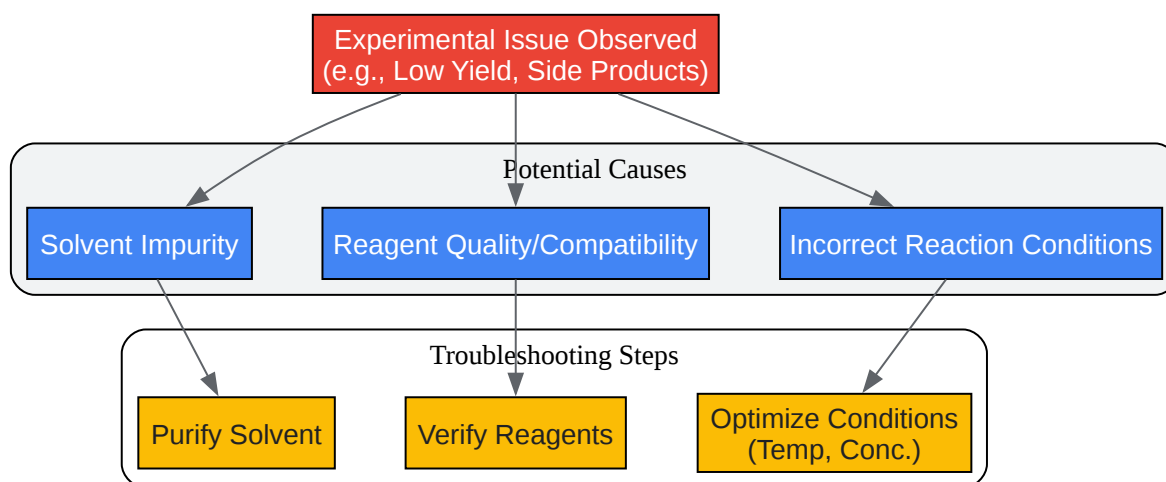 Experimental Issue Observed
(e.g., Low Yield, Side Products)
Potential Causes
Solvent Impurity
Reagent Quality/Compatibility
Incorrect Reaction Conditions
Troubleshooting Steps
Purify Solvent
Verify Reagents
Optimize Conditions
(Temp, Conc.)